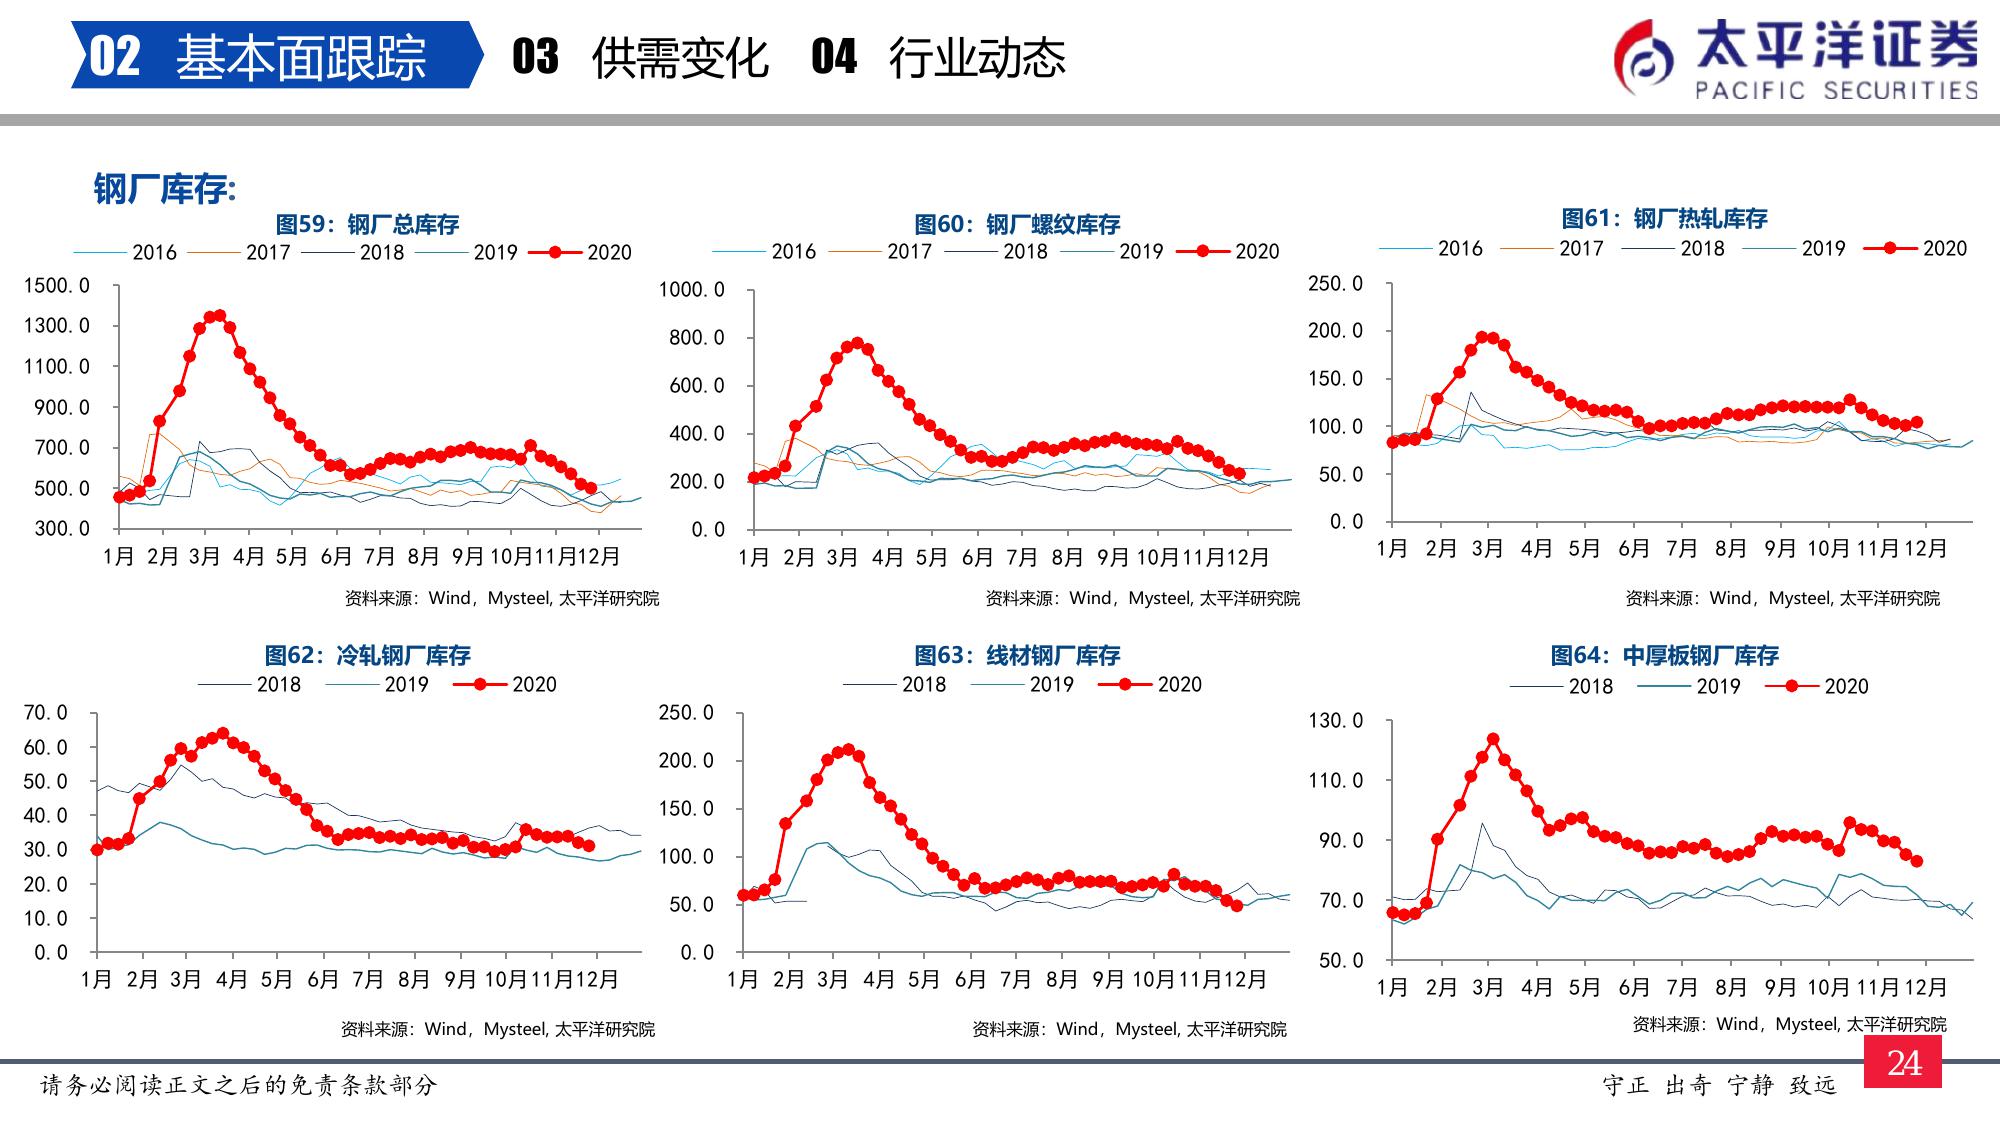 02 基本面跟踪 03 供需变化 04 行业动态
太平洋证券
PACIFIC SECURITIES
钢厂库存:
图59：钢厂总库存
2016 2017 2018 2019 2020
1500.0
1300.0
1100.0
900.0
700.0
500.0
300.0
1月 2月 3月 4月 5月 6月 7月 8月 9月 10月 11月 12月
资料来源：Wind，Mysteel, 太平洋研究院
图60：钢厂螺纹库存
2016 2017 2018 2019 2020
1000.0
800.0
600.0
400.0
200.0
0.0
1月 2月 3月 4月 5月 6月 7月 8月 9月 10月 11月 12月
资料来源：Wind，Mysteel, 太平洋研究院
图61：钢厂热轧库存
2016 2017 2018 2019 2020
250.0
200.0
150.0
100.0
50.0
0.0
1月 2月 3月 4月 5月 6月 7月 8月 9月 10月 11月 12月
资料来源：Wind，Mysteel, 太平洋研究院
图62：冷轧钢厂库存
2018 2019 2020
70.0
60.0
50.0
40.0
30.0
20.0
10.0
0.0
1月 2月 3月 4月 5月 6月 7月 8月 9月 10月 11月 12月
资料来源：Wind，Mysteel, 太平洋研究院
图63：线材钢厂库存
2018 2019 2020
250.0
200.0
150.0
100.0
50.0
0.0
1月 2月 3月 4月 5月 6月 7月 8月 9月 10月 11月 12月
资料来源：Wind，Mysteel, 太平洋研究院
图64：中厚板钢厂库存
2018 2019 2020
130.0
110.0
90.0
70.0
50.0
1月 2月 3月 4月 5月 6月 7月 8月 9月 10月 11月 12月
资料来源：Wind，Mysteel, 太平洋研究院
请务必阅读正文之后的免责条款部分
守正 出奇 宁静 致远
24